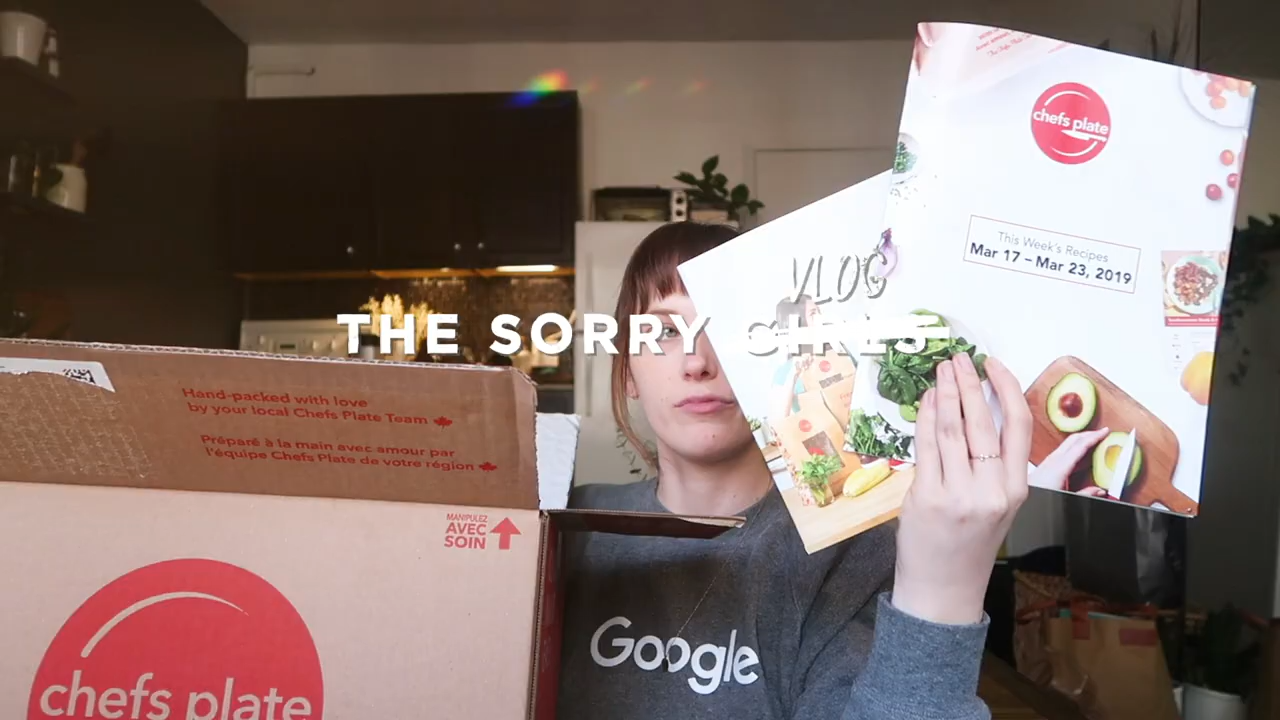 chefs plate
This Week's Recipes
Mar 17 – Mar 23, 2019
VLOG
THE SORRY GIRLS
Hand-packed with love
by your local Chefs Plate Team
Préparé à la main avec amour par
l'équipe Chefs Plate de votre région
MANIPULEZ
AVEC
SOIN
Google
chefs plate